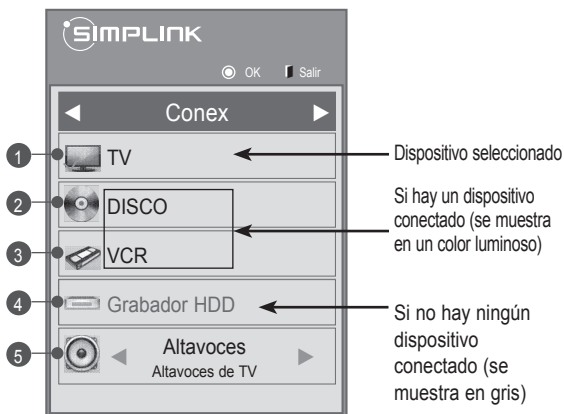 SIMPLINK
OK Salir
Conex
1 TV
Dispositivo seleccionado
2 DISCO
3 VCR
Si hay un dispositivo
conectado (se muestra
en un color luminoso)
4 Grabador HDD
Si no hay ningún
dispositivo
conectado (se
muestra en gris)
5 Altavoces
Altavoces de TV